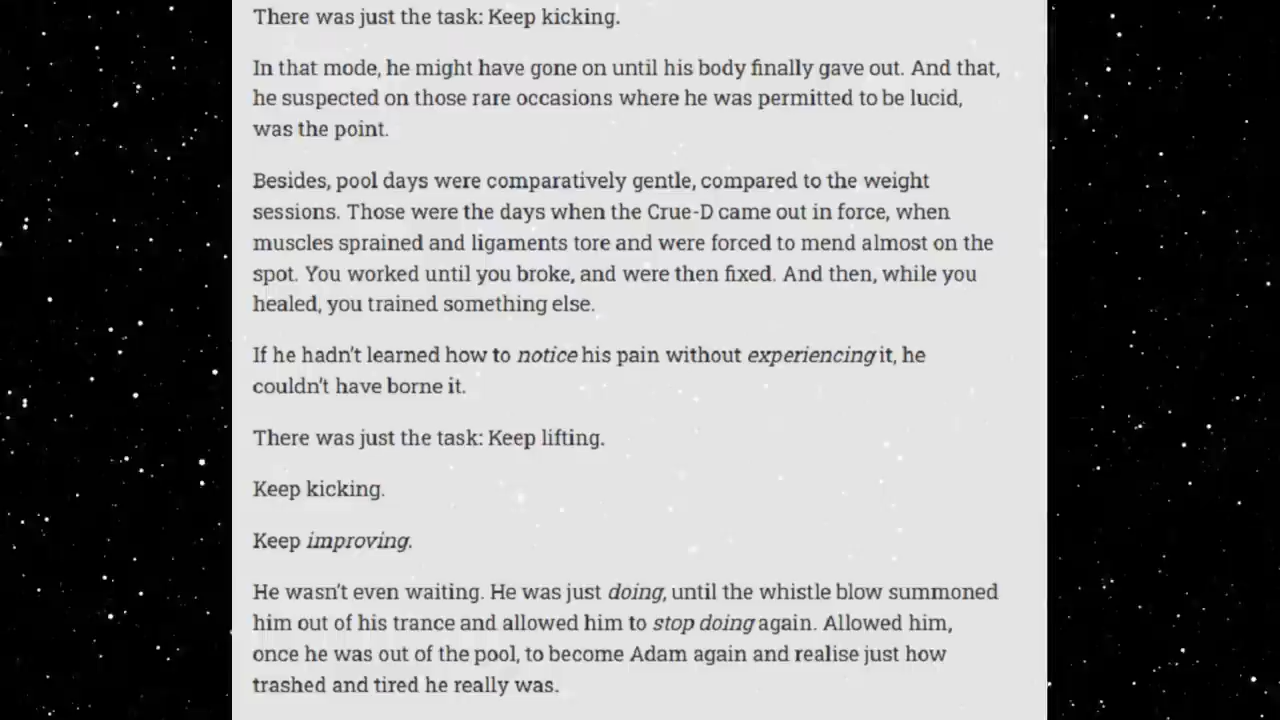 There was just the task: Keep kicking.
In that mode, he might have gone on until his body finally gave out. And that,
he suspected on those rare occasions where he was permitted to be lucid,
was the point.
Besides, pool days were comparatively gentle, compared to the weight
sessions. Those were the days when the Crue-D came out in force, when
muscles sprained and ligaments tore and were forced to mend almost on the
spot. You worked until you broke, and were then fixed. And then, while you
healed, you trained something else.
If he hadn't learned how to notice his pain without experiencing it, he
couldn't have borne it.
There was just the task: Keep lifting.
Keep kicking.
Keep improving.
He wasn't even waiting. He was just doing, until the whistle blow summoned
him out of his trance and allowed him to stop doing again. Allowed him,
once he was out of the pool, to become Adam again and realise just how
trashed and tired he really was.